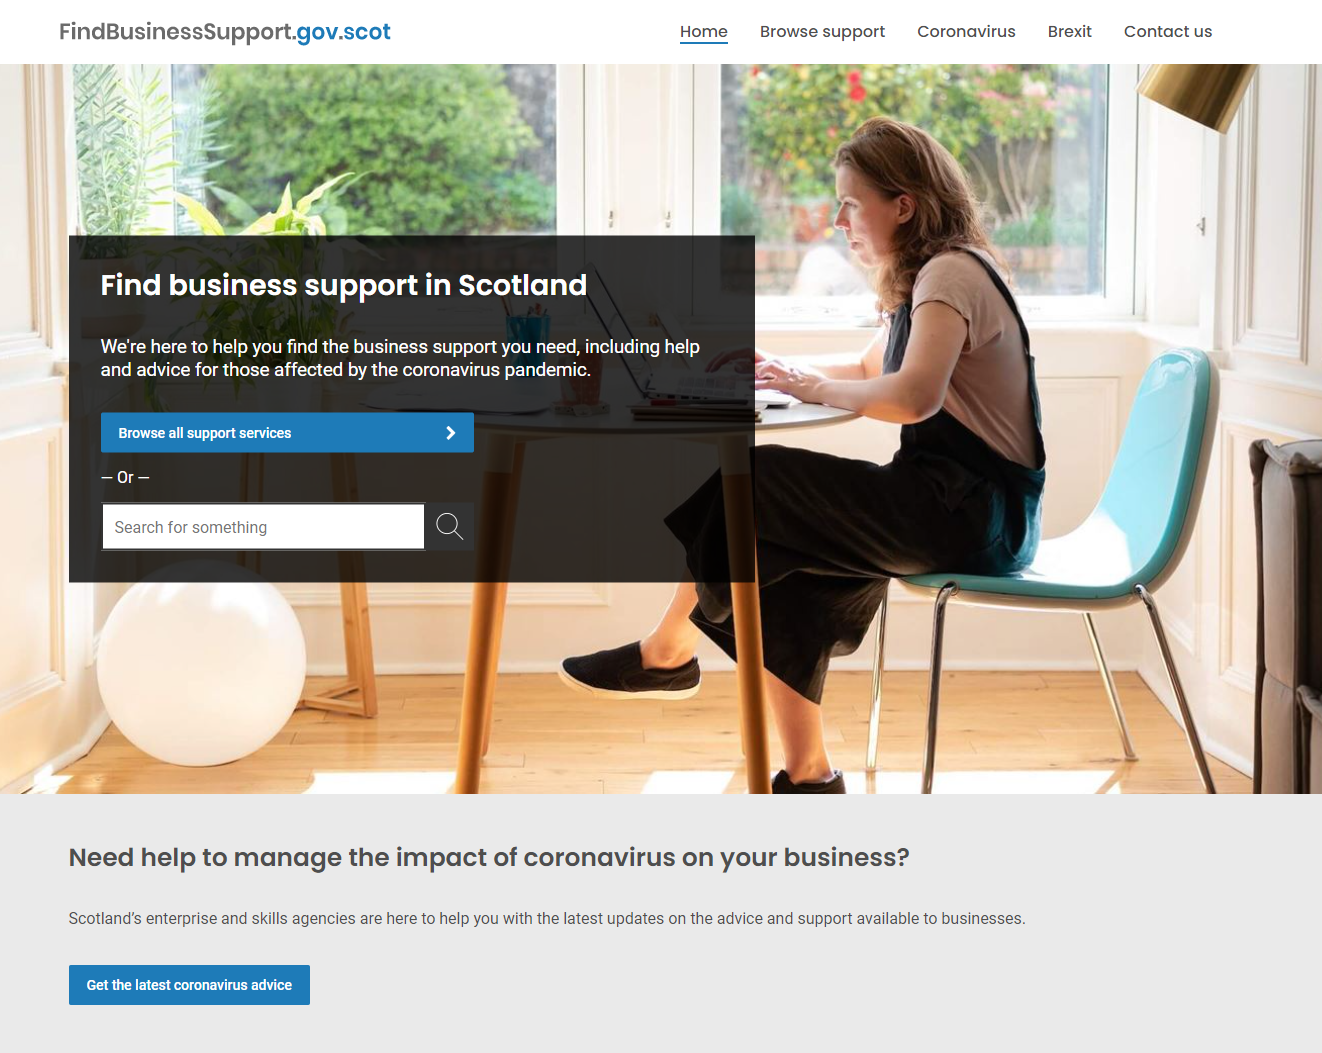 FindBusinessSupport.gov.scot
Home
Browse support
Coronavirus
Brexit
Contact us
Find business support in Scotland
We're here to help you find the business support you need, including help
and advice for those affected by the coronavirus pandemic.
Browse all support services
— Or —
Search for something
Need help to manage the impact of coronavirus on your business?
Scotland’s enterprise and skills agencies are here to help you with the latest updates on the advice and support available to businesses.
Get the latest coronavirus advice